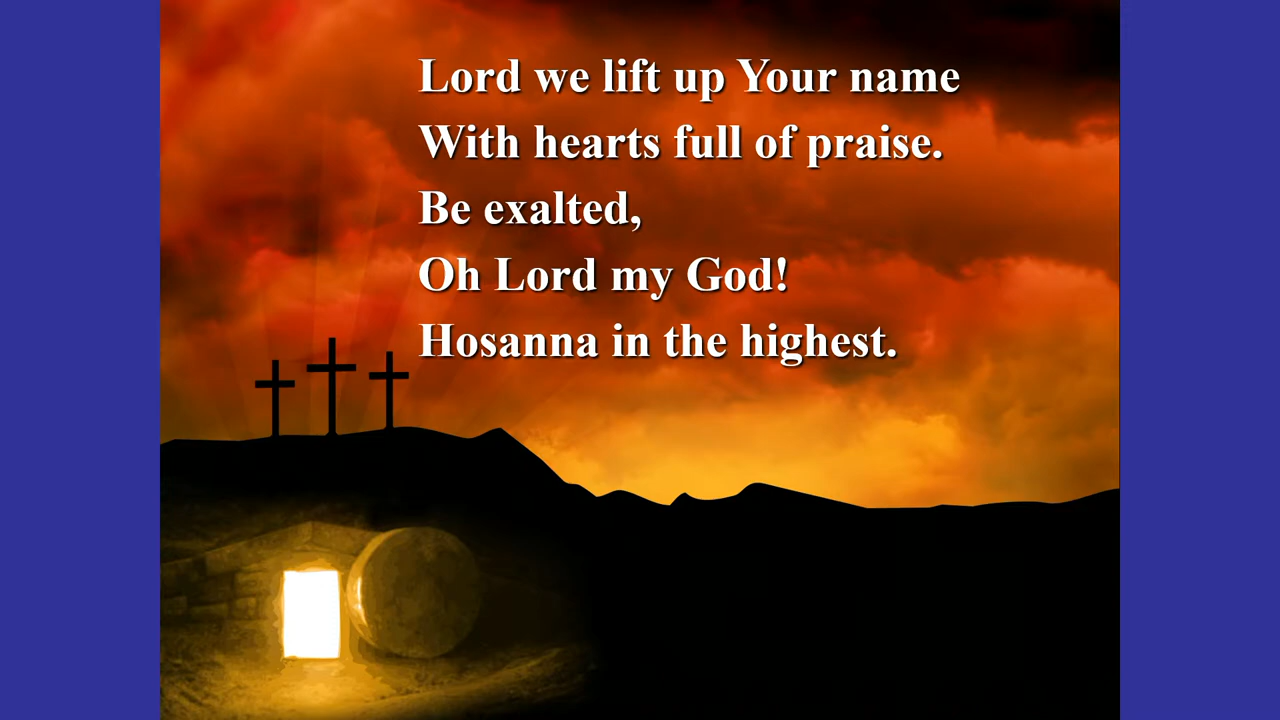 Lord we lift up Your name
With hearts full of praise.
Be exalted,
Oh Lord my God!
Hosanna in the highest.